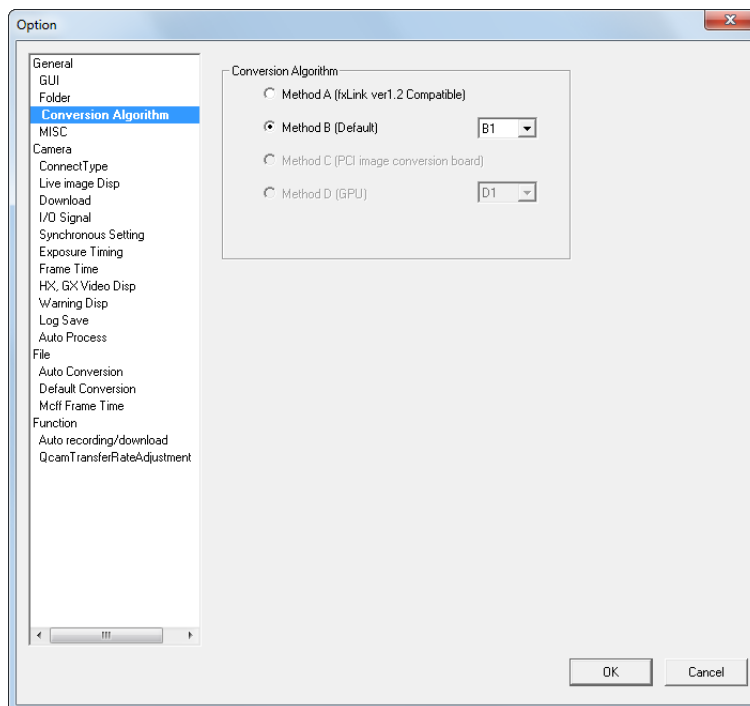 Option
General
GUI
Folder
Conversion Algorithm
MISC
Camera
ConnectType
Live image Disp
Download
I/O Signal
Synchronous Setting
Exposure Timing
Frame Time
HX, GX Video Disp
Warning Disp
Log Save
Auto Process
File
Auto Conversion
Default Conversion
Mcff Frame Time
Function
Auto recording/download
QcamTransferRateAdjustment
Conversion Algorithm
Method A (fxLink ver1.2 Compatible)
Method B (Default) B1
Method C (PCI image conversion board)
Method D (GPU) D1
OK Cancel